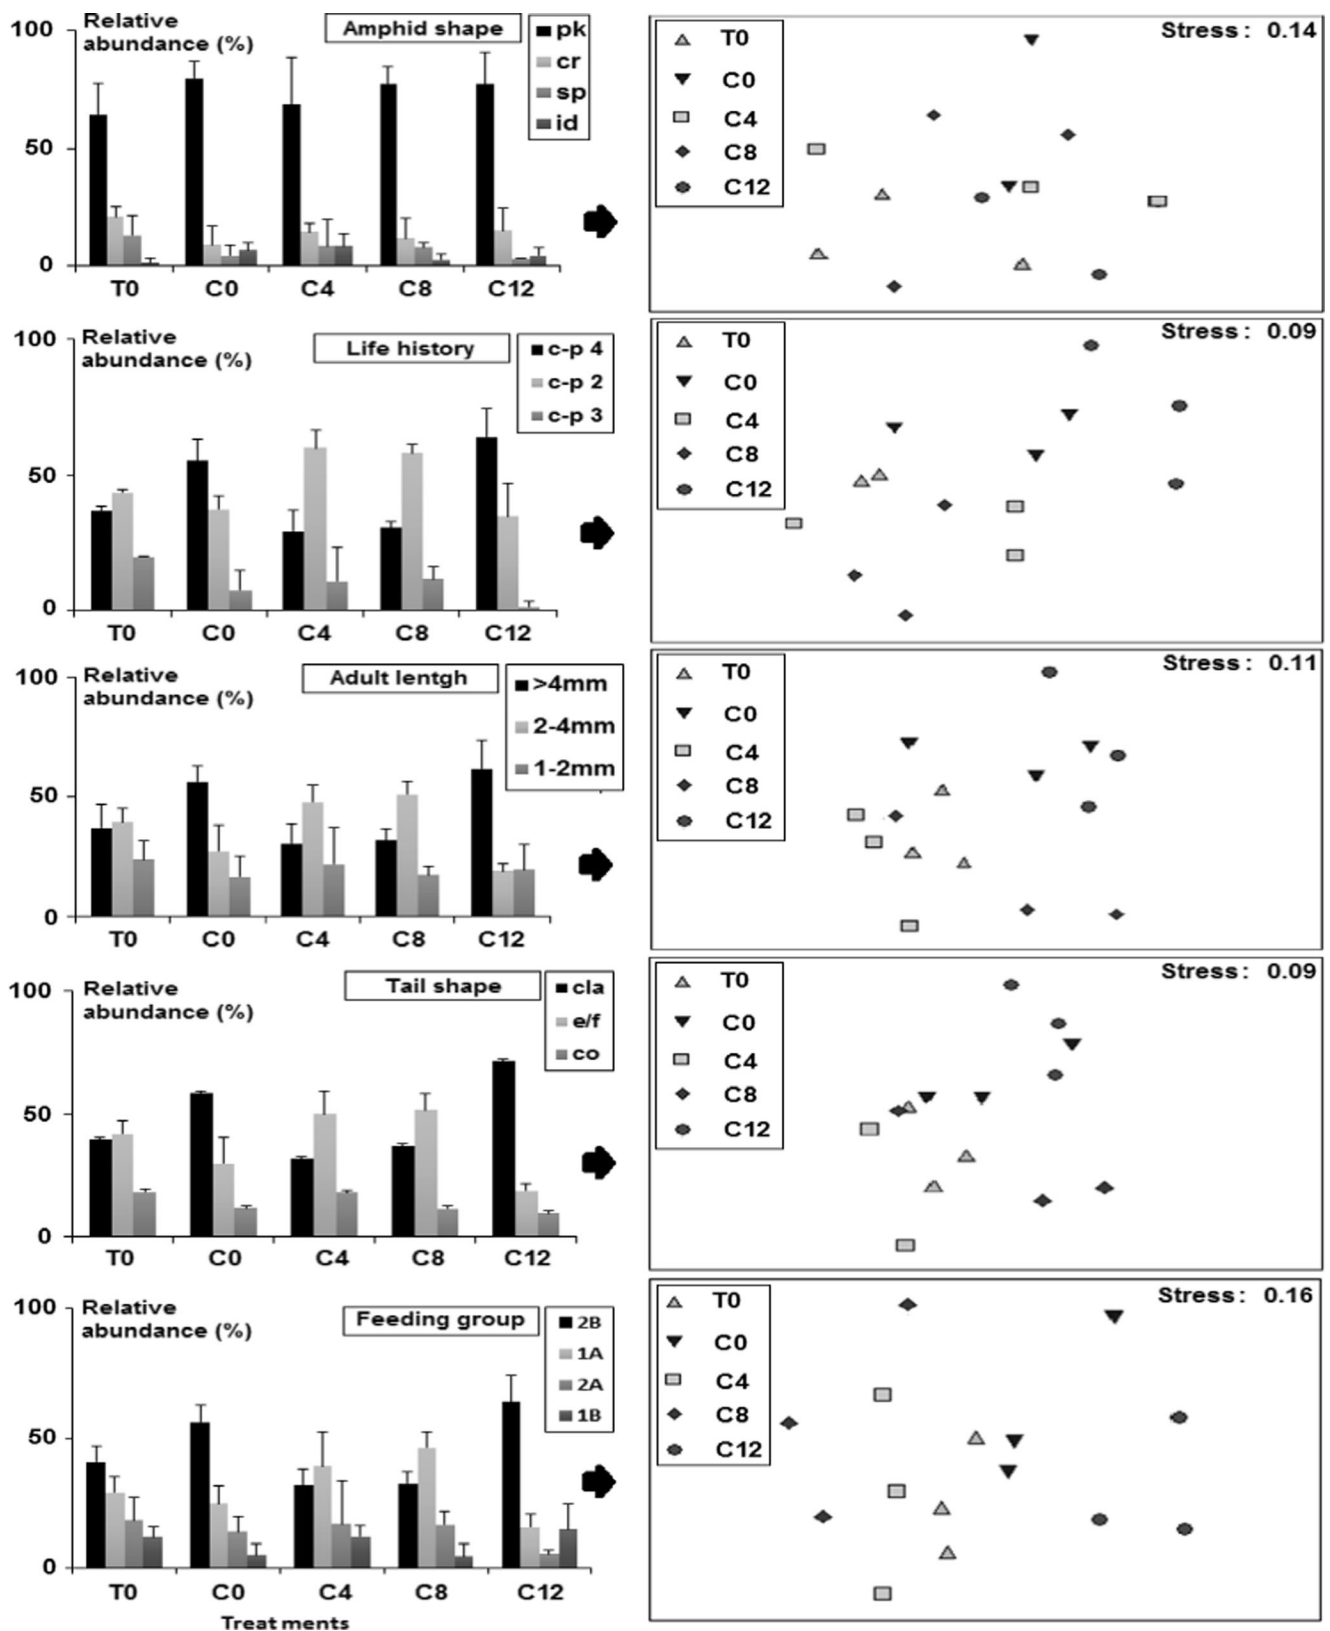 Relative
abundance (%)
Amphid shape
100
50
0
pk
cr
sp
id
T0 C0 C4 C8 C12
T0
C0
C4
C8
C12
Stress: 0.14
Relative
abundance (%)
Life history
100
50
0
c-p 4
c-p 2
c-p 3
T0 C0 C4 C8 C12
T0
C0
C4
C8
C12
Stress: 0.09
Relative
abundance (%)
Adult lentgh
100
50
0
>4mm
2-4mm
1-2mm
T0 C0 C4 C8 C12
T0
C0
C4
C8
C12
Stress: 0.11
Relative
abundance (%)
Tail shape
100
50
0
cla
e/f
co
T0 C0 C4 C8 C12
T0
C0
C4
C8
C12
Stress: 0.09
Relative
abundance (%)
Feeding group
100
50
0
2B
1A
2A
1B
T0 C0 C4 C8 C12
Treatments
T0
C0
C4
C8
C12
Stress: 0.16